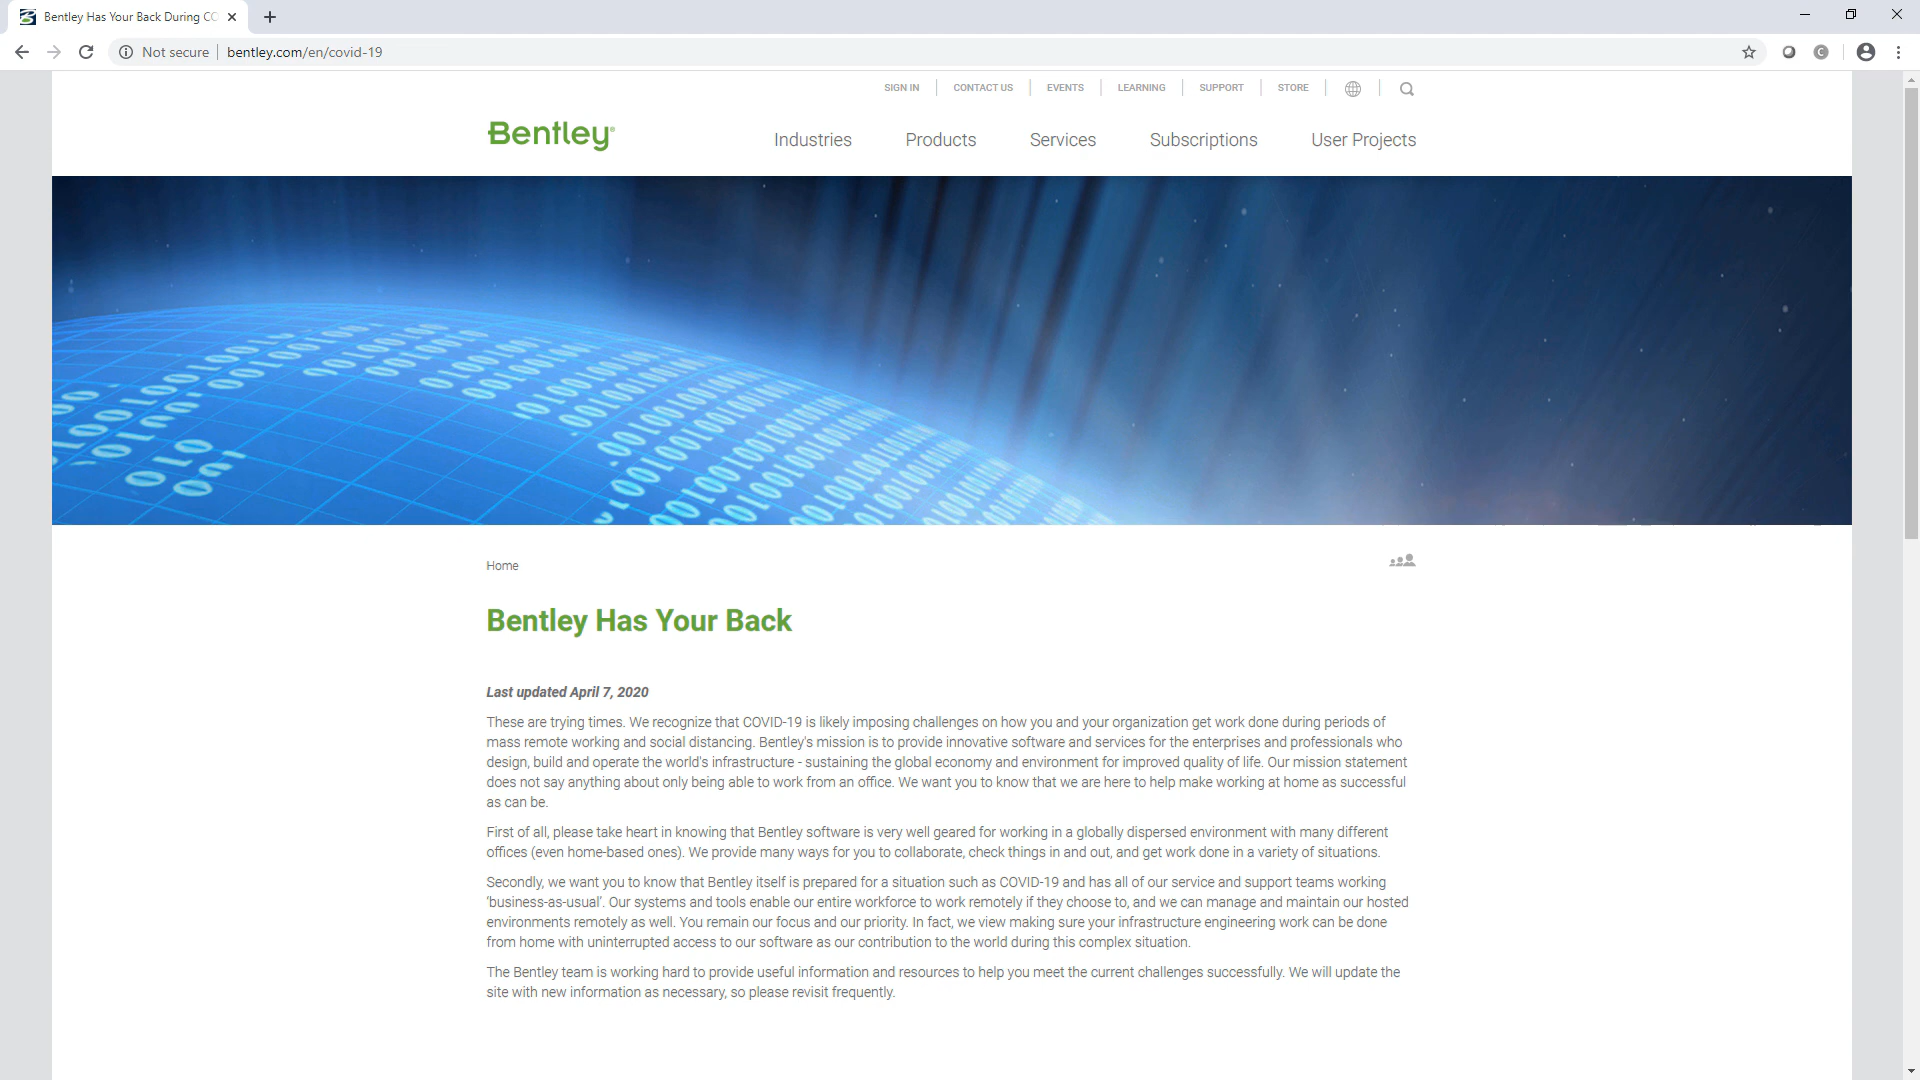 Bentley Has Your Back During CO
Not secure
bentley.com/en/covid-19
SIGN IN
CONTACT US
EVENTS
LEARNING
SUPPORT
STORE
Bentley
Industries
Products
Services
Subscriptions
User Projects
Home
Bentley Has Your Back
Last updated April 7, 2020
These are trying times. We recognize that COVID-19 is likely imposing challenges on how you and your organization get work done during periods of
mass remote working and social distancing. Bentley's mission is to provide innovative software and services for the enterprises and professionals who
design, build and operate the world's infrastructure - sustaining the global economy and environment for improved quality of life. Our mission statement
does not say anything about only being able to work from an office. We want you to know that we are here to help make working at home as successful
as can be.
First of all, please take heart in knowing that Bentley software is very well geared for working in a globally dispersed environment with many different
offices (even home-based ones). We provide many ways for you to collaborate, check things in and out, and get work done in a variety of situations.
Secondly, we want you to know that Bentley itself is prepared for a situation such as COVID-19 and has all of our service and support teams working
‘business-as-usual’. Our systems and tools enable our entire workforce to work remotely if they choose to, and we can manage and maintain our hosted
environments remotely as well. You remain our focus and our priority. In fact, we view making sure your infrastructure engineering work can be done
from home with uninterrupted access to our software as our contribution to the world during this complex situation.
The Bentley team is working hard to provide useful information and resources to help you meet the current challenges successfully. We will update the
site with new information as necessary, so please revisit frequently.